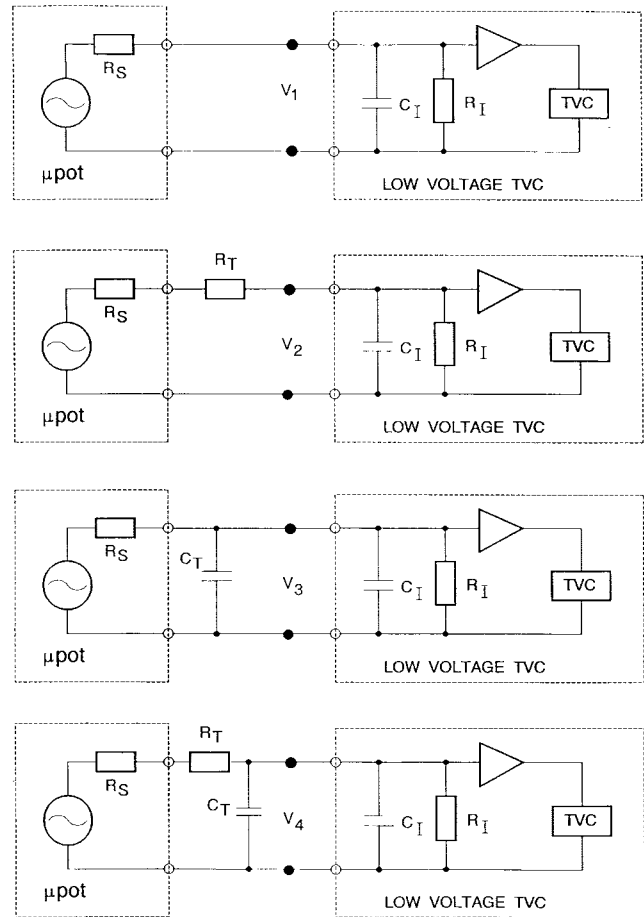 R_S
V_1
C_I
R_I
TVC
µpot
LOW VOLTAGE TVC
R_T
R_S
V_2
C_I
R_I
TVC
µpot
LOW VOLTAGE TVC
R_S
C_T
V_3
C_I
R_I
TVC
µpot
LOW VOLTAGE TVC
R_T
R_S
C_T
V_4
C_I
R_I
TVC
µpot
LOW VOLTAGE TVC